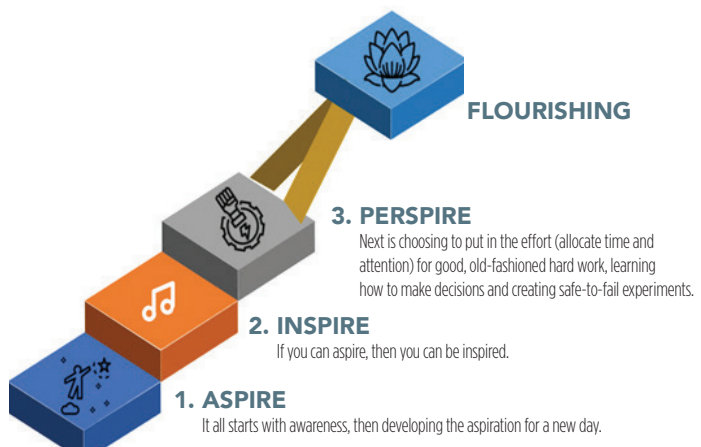 FLOURISHING
3. PERSPIRE
Next is choosing to put in the effort (allocate time and
attention) for good, old-fashioned hard work, learning
how to make decisions and creating safe-to-fail experiments.
2. INSPIRE
If you can aspire, then you can be inspired.
1. ASPIRE
It all starts with awareness, then developing the aspiration for a new day.